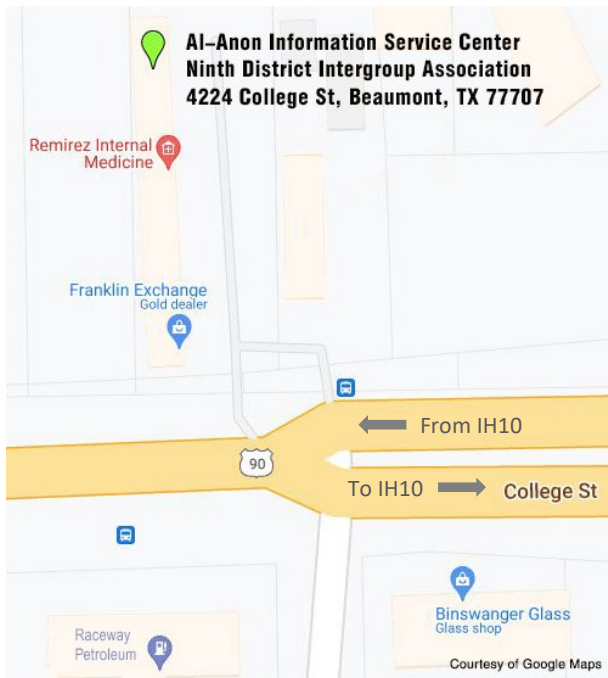 Al-Anon Information Service Center
Ninth District Intergroup Association
4224 College St, Beaumont, TX 77707
Remirez Internal
Medicine
Franklin Exchange
Gold dealer
From IH10
90
To IH10
College St
Binswanger Glass
Glass shop
Raceway
Petroleum
Courtesy of Google Maps